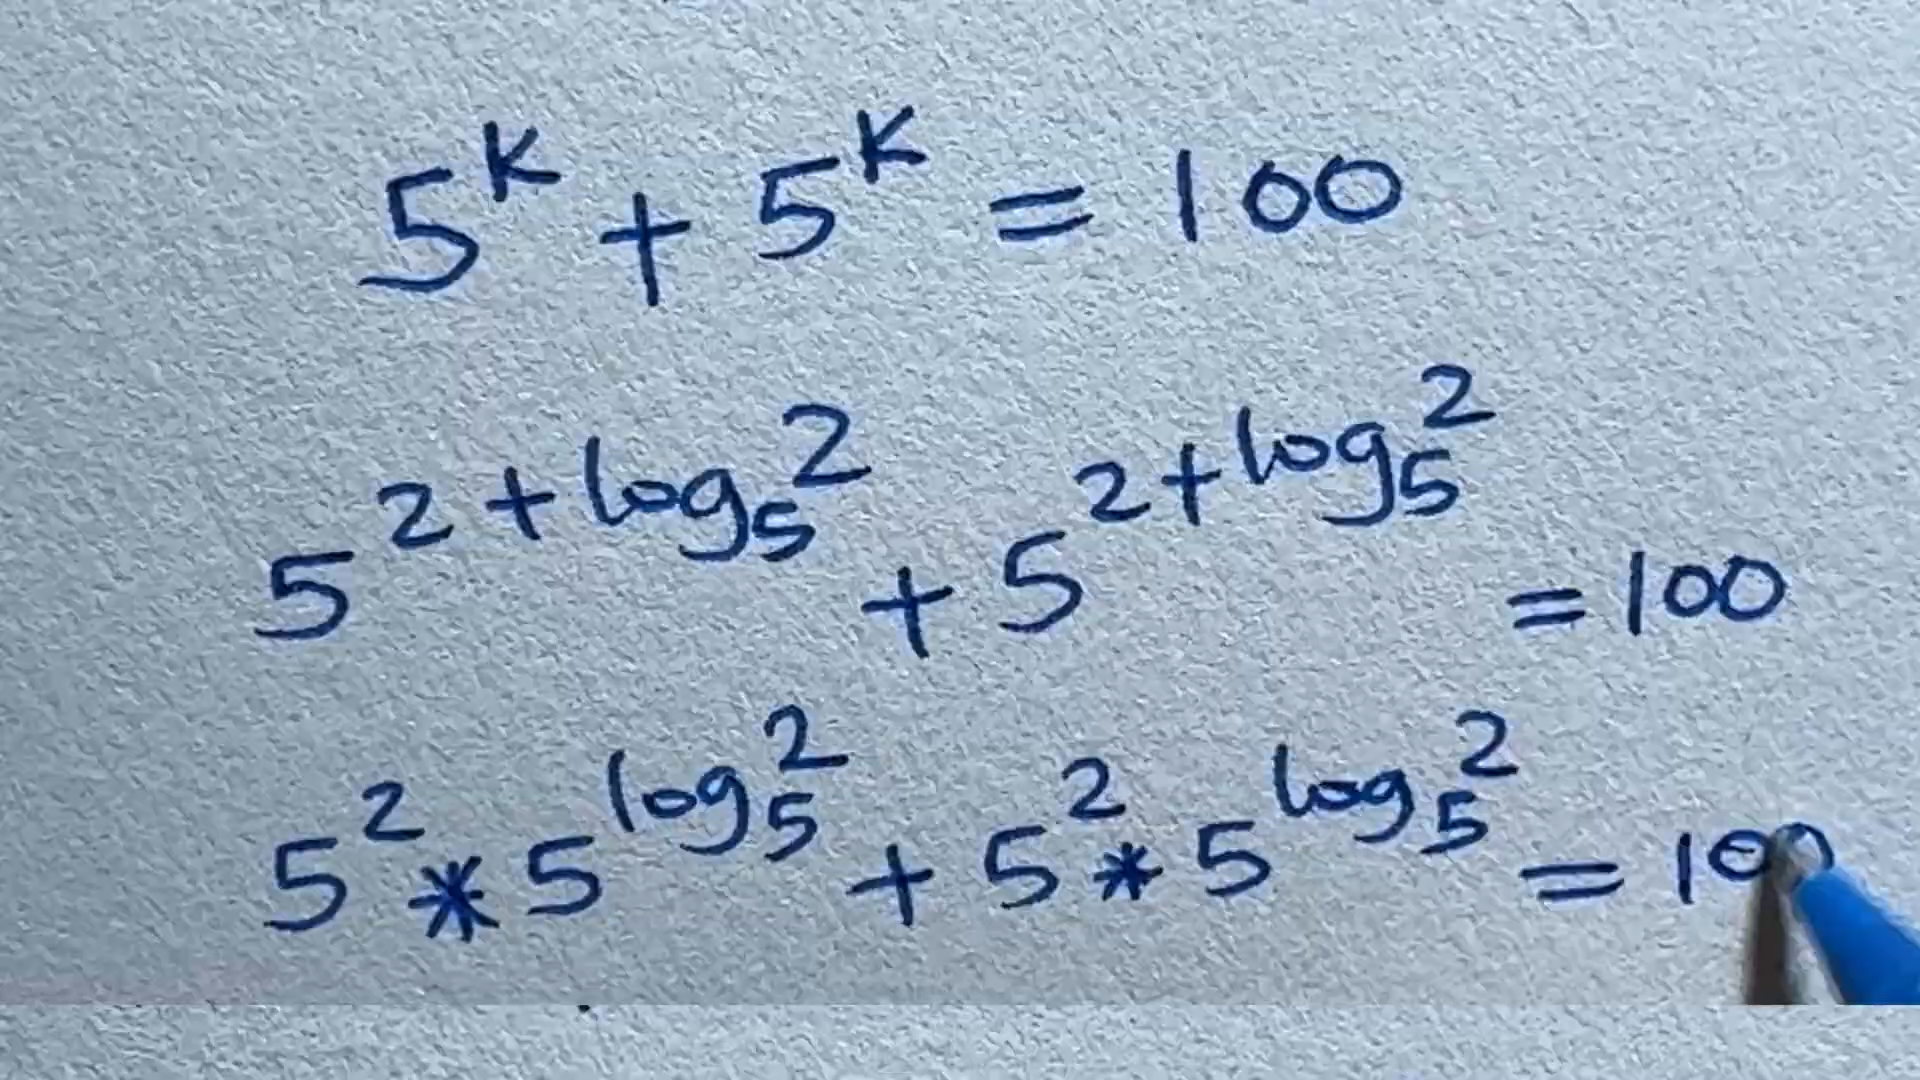 5^K + 5^K = 100
5^(2 + log_5^2) + 5^(2 + log_5^2) = 100
5^2 * 5^(log_5^2) + 5^2 * 5^(log_5^2) = 100